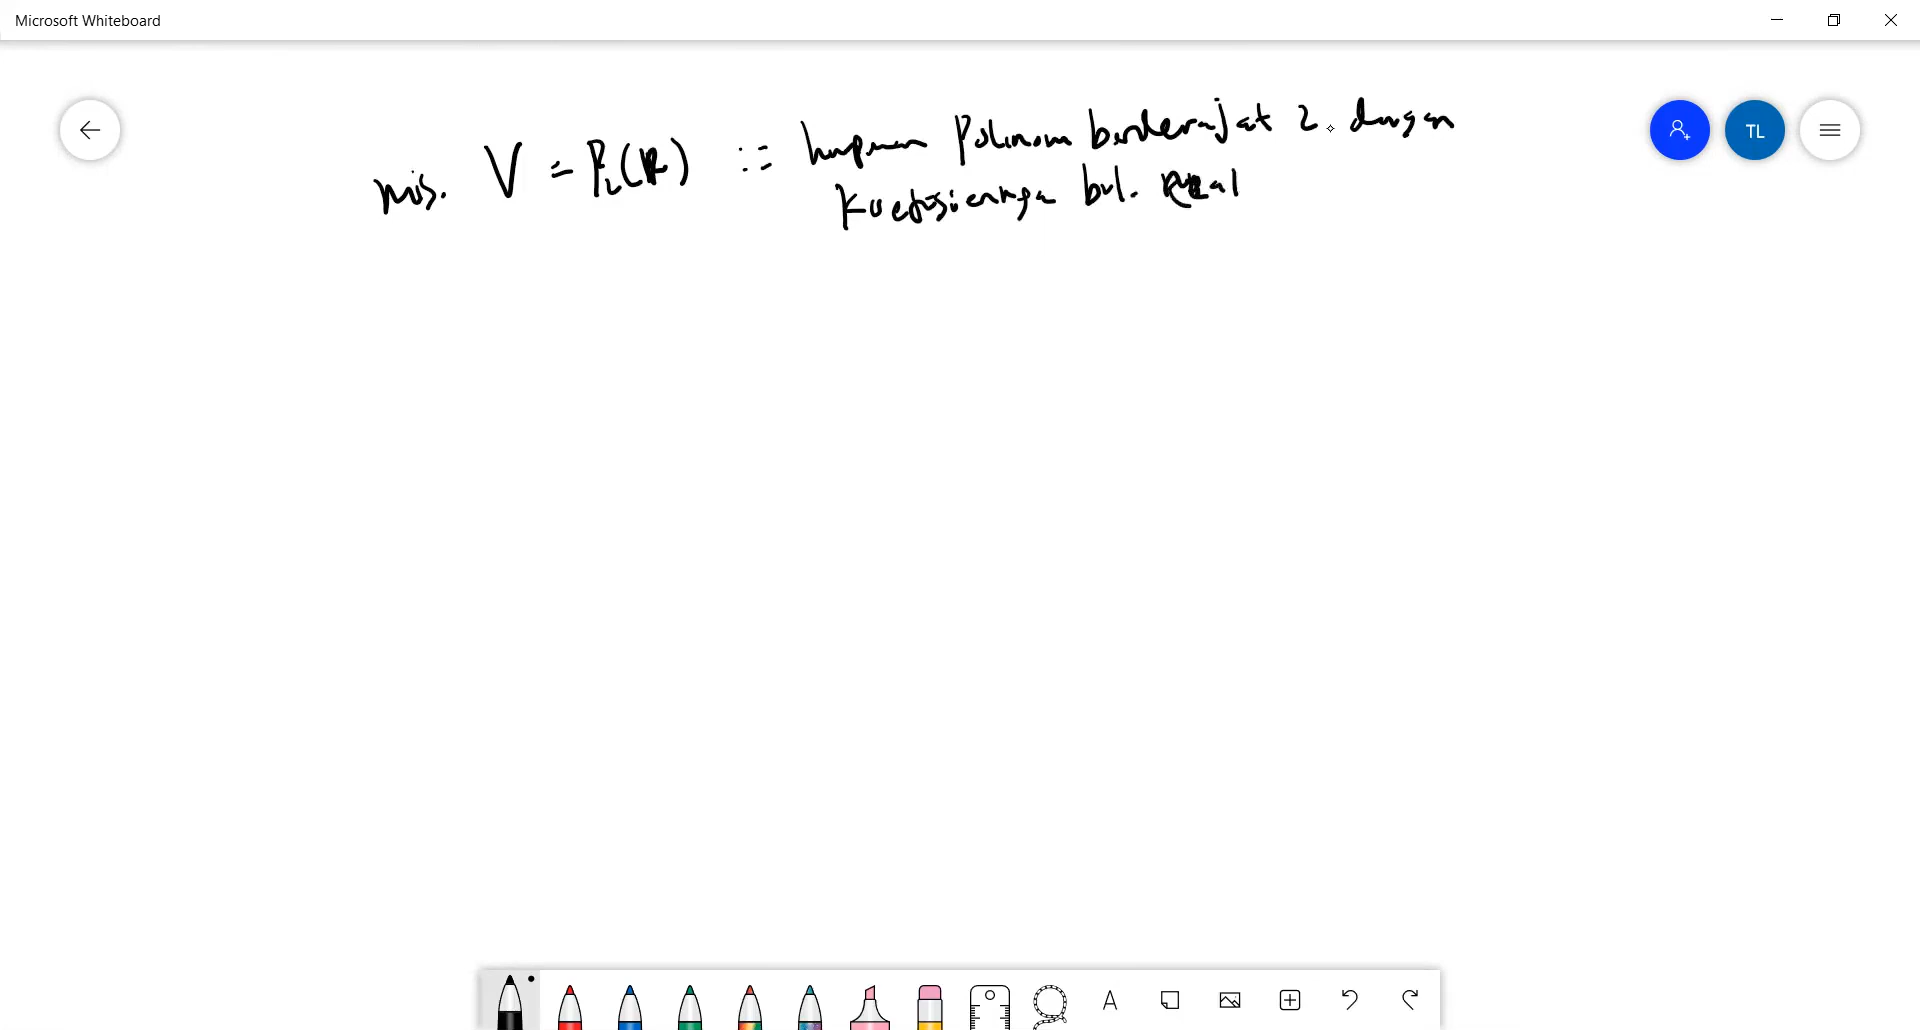 Microsoft Whiteboard
mis. V = P₂(ℝ) := himpunan Polinom berderajat 2 dengan
koefisiennya bil. real
TL